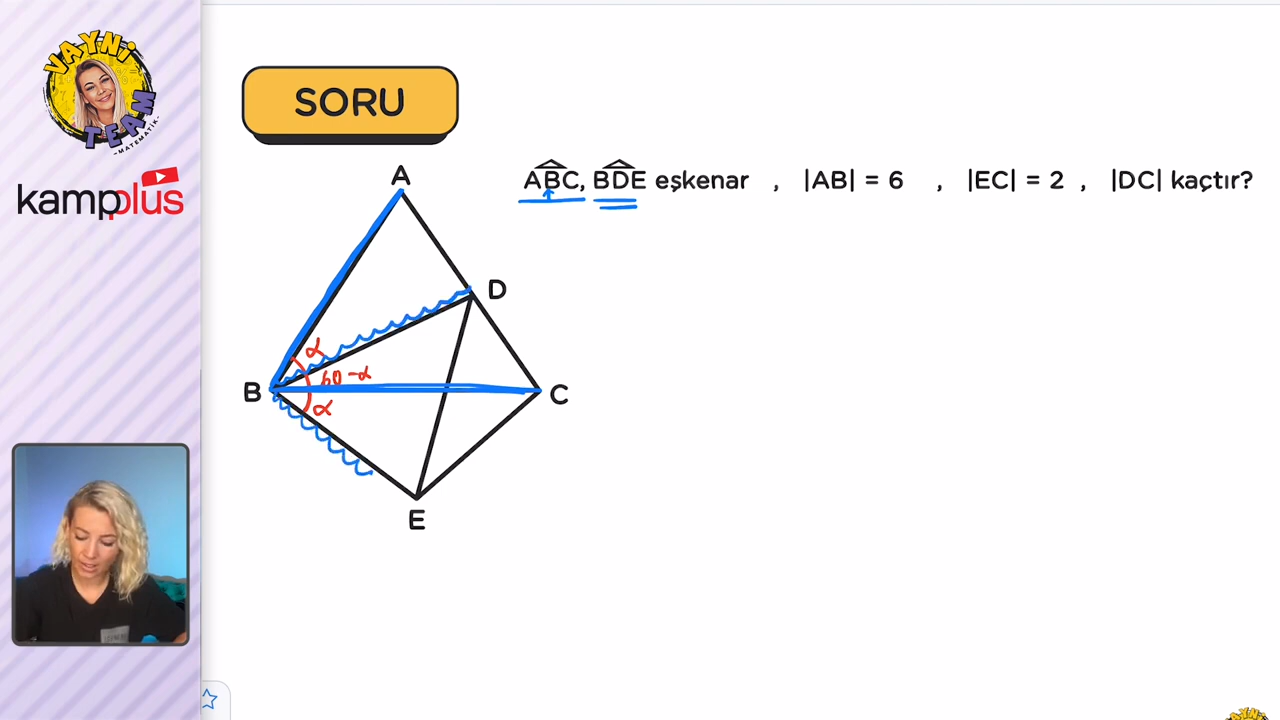 VAYNİ
TEAM
-MATEMATİK-
kampplus
SORU
ABC, BDE eşkenar , |AB| = 6 , |EC| = 2 , |DC| kaçtır?
A
D
α
60-α
B
α
C
E